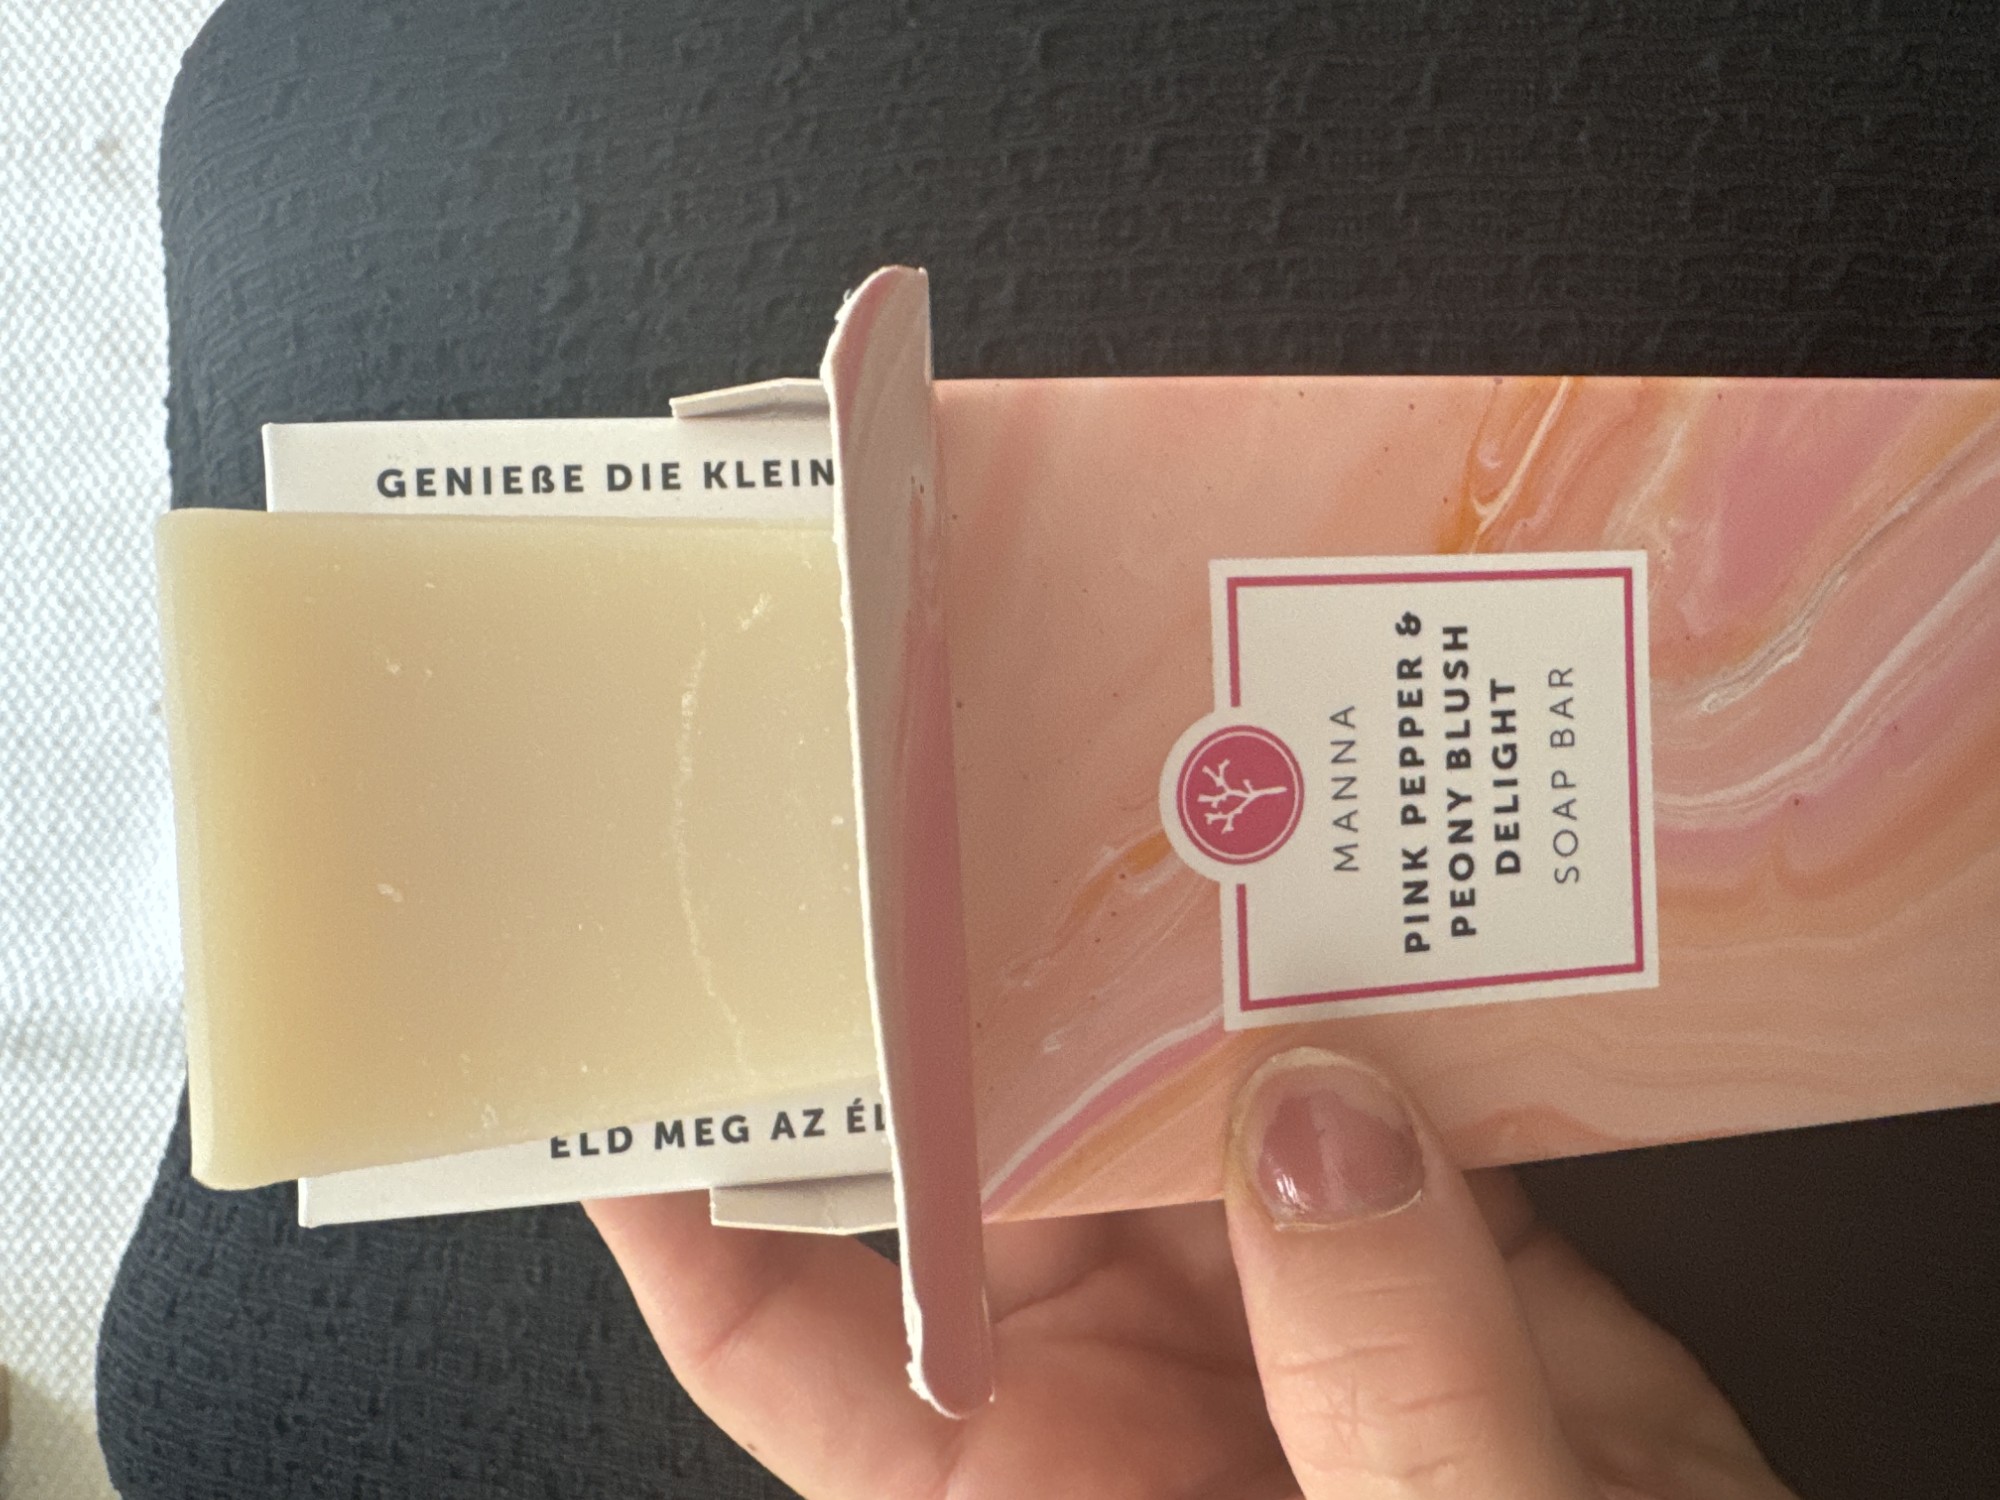 MANNA
PINK PEPPER &
PEONY BLUSH
DELIGHT
SOAP BAR
GENIEßE DIE KLEIN
ÉLD MEG AZ ÉL